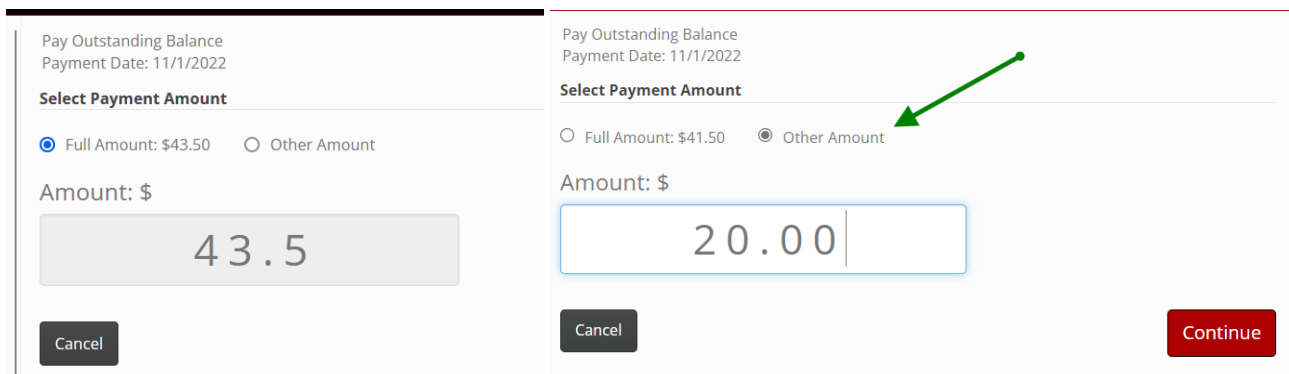 Pay Outstanding Balance
Payment Date: 11/1/2022
Select Payment Amount
Full Amount: $43.50 Other Amount
Amount: $
43.5
Cancel
Pay Outstanding Balance
Payment Date: 11/1/2022
Select Payment Amount
Full Amount: $41.50 Other Amount
Amount: $
20.00
Cancel Continue